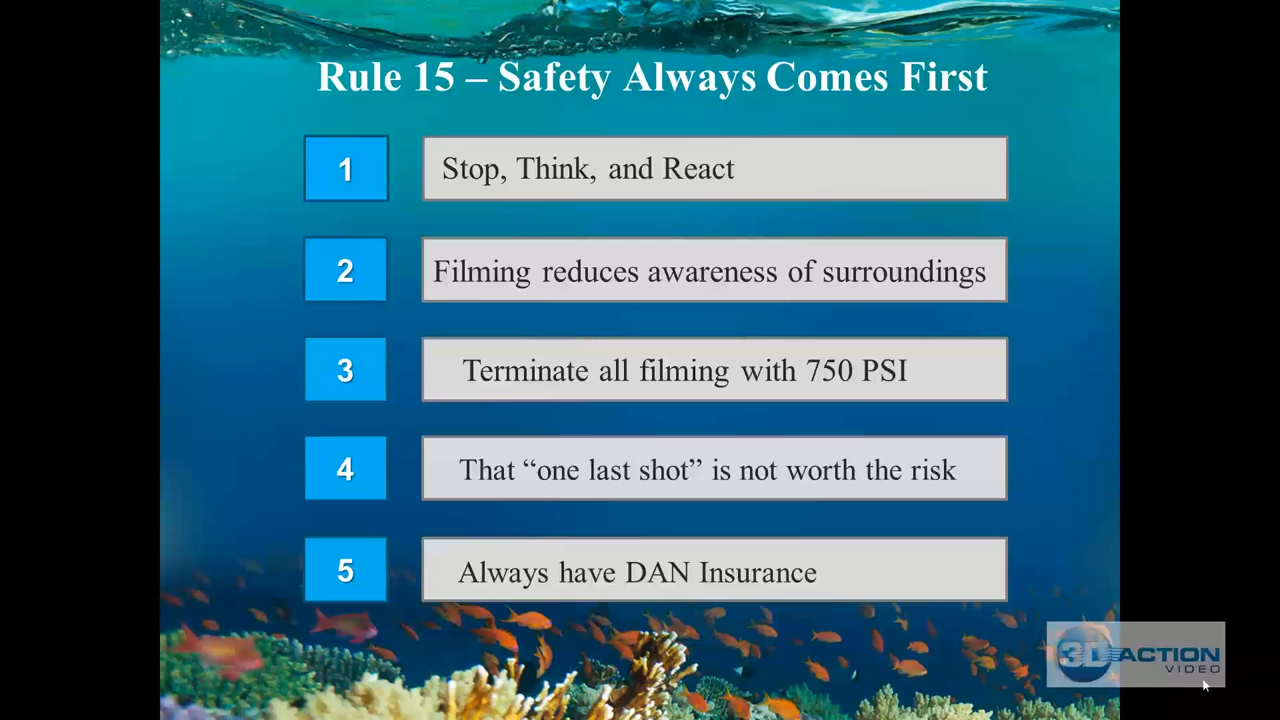 Rule 15 – Safety Always Comes First
1
Stop, Think, and React
2
Filming reduces awareness of surroundings
3
Terminate all filming with 750 PSI
4
That “one last shot” is not worth the risk
5
Always have DAN Insurance
3D ACTION
VIDEO